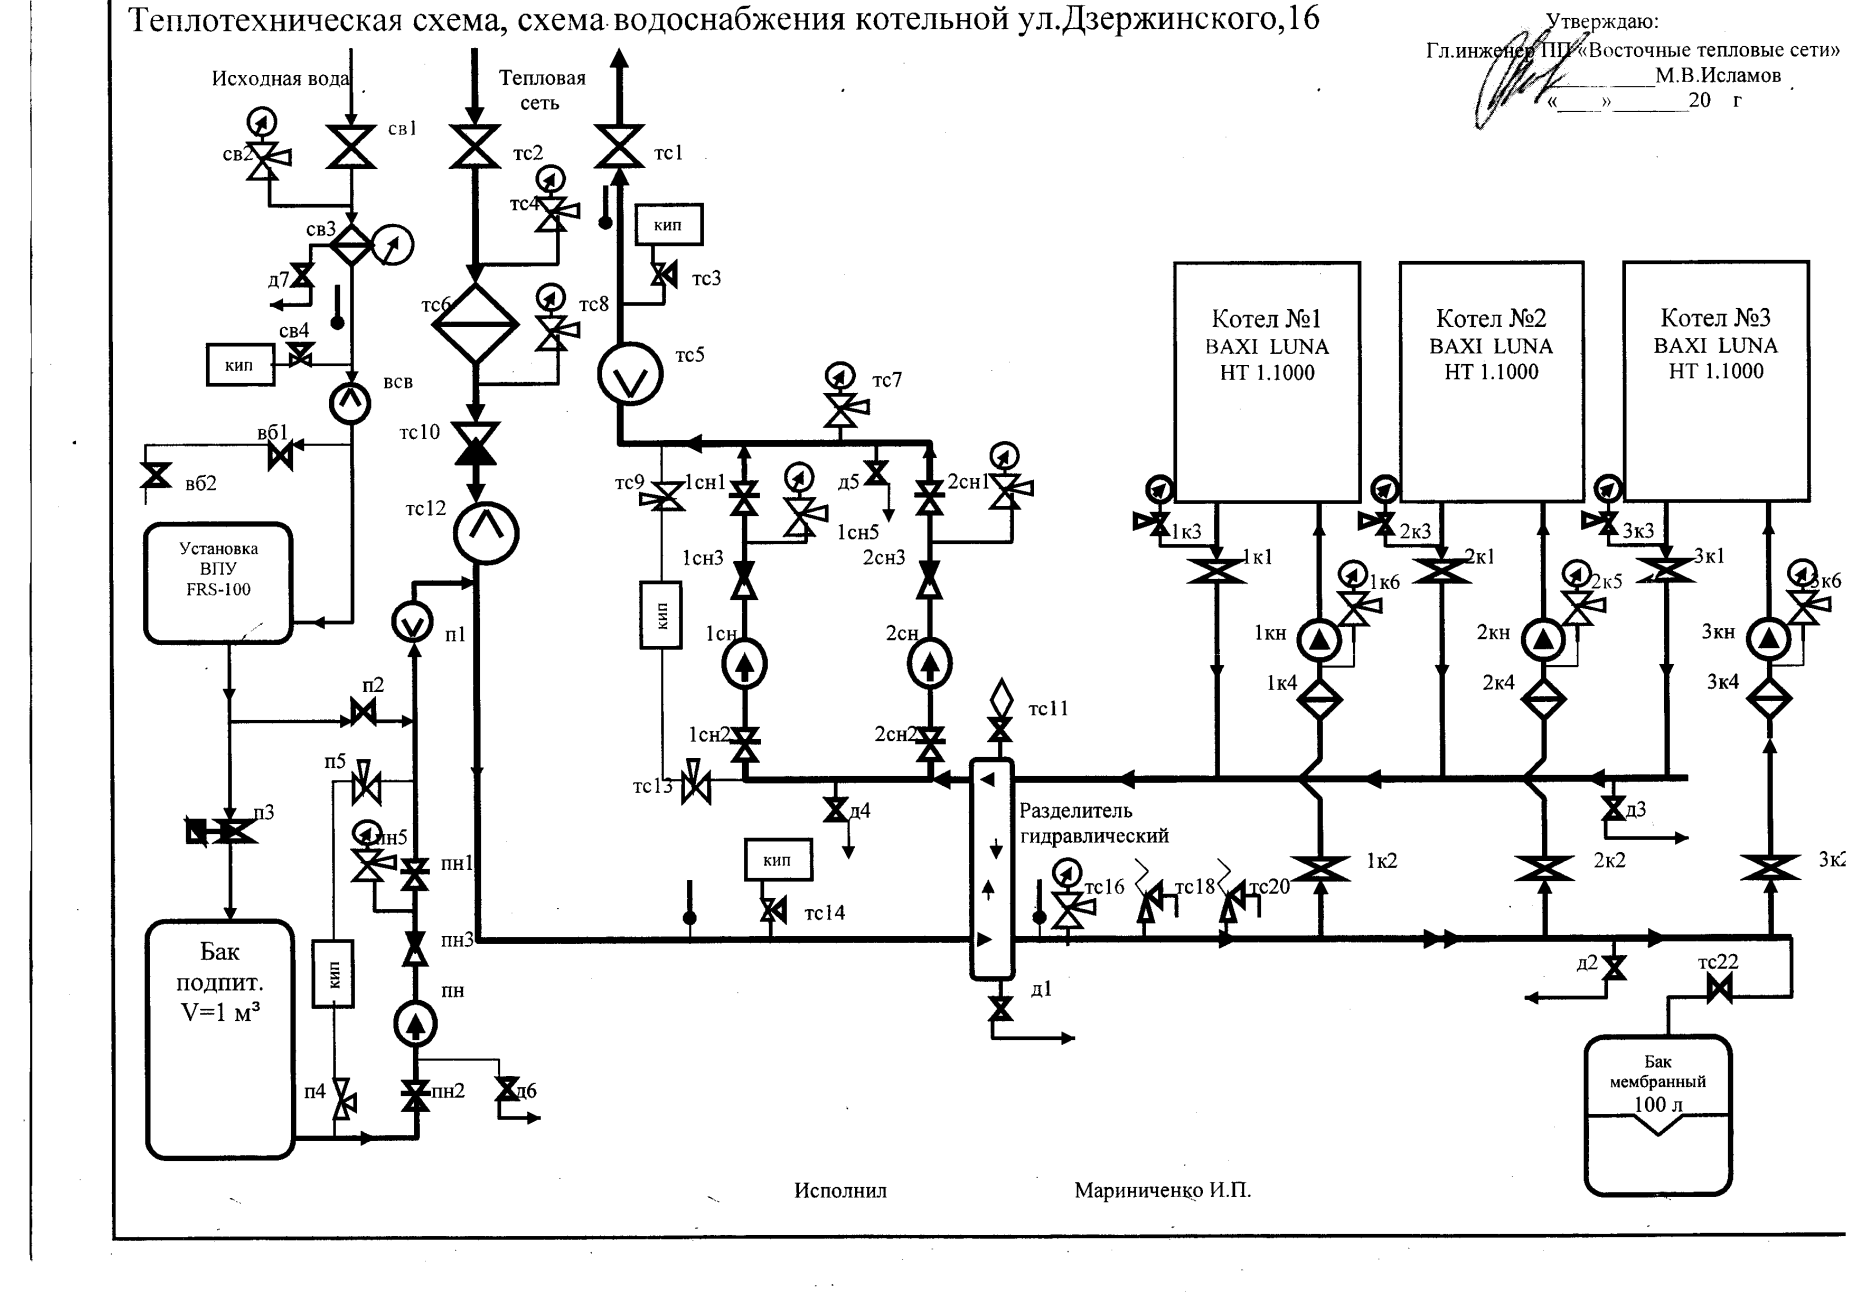 Теплотехническая схема, схема водоснабжения котельной ул.Дзержинского,16
Утверждаю:
Гл.инженер ПП «Восточные тепловые сети»
____________М.В.Исламов
«____»_______20 г
Исходная вода
Тепловая
сеть
св1
св2
тс2
тс1
тс4
св3
кип
д7
тс3
тс6
тс8
св4
кип
тс5
всв
тс7
тс10
вб1
вб2
тс9
1сн1
д5
2сн1
тс12
1сн5
Котел №1
BAXI LUNA
HT 1.1000
Котел №2
BAXI LUNA
HT 1.1000
Котел №3
BAXI LUNA
HT 1.1000
1к3
2к3
3к3
1к1
2к1
3к1
1к6
2к5
3к6
Установка
ВПУ
FRS-100
1сн3
2сн3
кип
п1
1сн
2сн
1кн
2кн
3кн
п2
1к4
2к4
3к4
тс11
1сн2
2сн2
п5
тс13
п3
д4
Разделитель
гидравлический
д3
пн5
пн1
кип
1к2
2к2
3к2
тс16
тс18
тс20
тс14
пн3
Бак
подпит.
V=1 м³
кип
пн
д1
д2
тс22
п4
пн2
д6
Бак
мембранный
100 л
Исполнил
Мариниченко И.П.